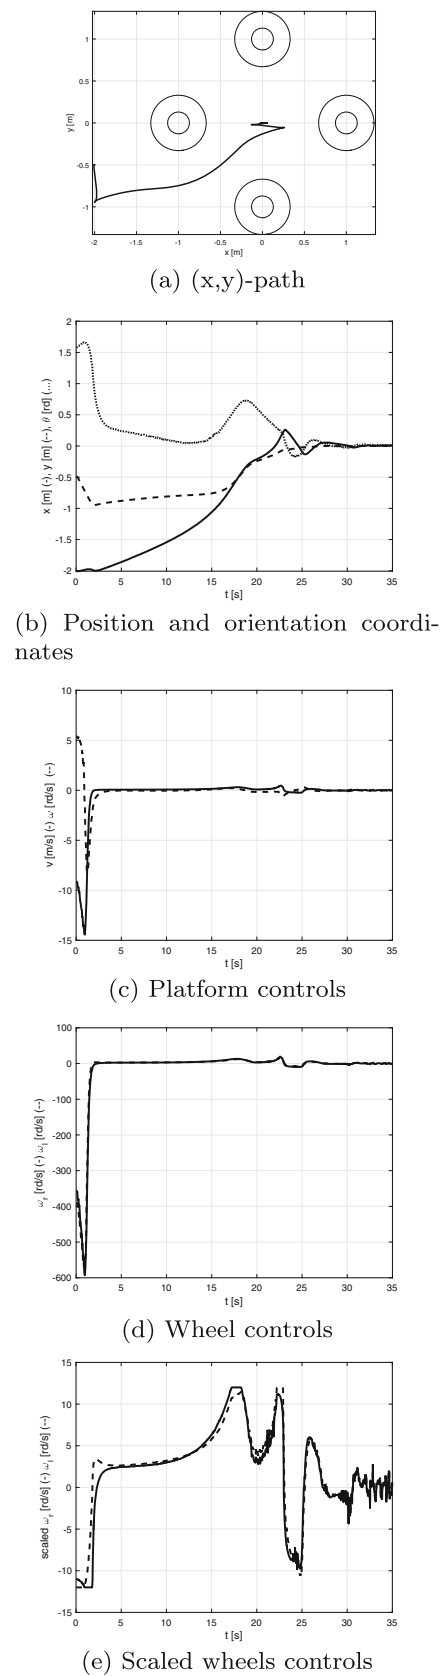 1
0.5
0
-0.5
-1
y [m]
-2 -1.5 -1 -0.5 0 0.5 1
x [m]
(a) (x,y)-path
2
1.5
1
0.5
0
-0.5
-1
-1.5
-2
x [m] (-), y [m] (--), θ [rd] (...)
0 5 10 15 20 25 30 35
t [s]
(b) Position and orientation coordi-
nates
10
5
0
-5
-10
-15
v [m/s] (-) ω [rd/s] (--)
0 5 10 15 20 25 30 35
t [s]
(c) Platform controls
100
0
-100
-200
-300
-400
-500
-600
ω_r [rd/s] (-) ω_l [rd/s] (--)
0 5 10 15 20 25 30 35
t [s]
(d) Wheel controls
15
10
5
0
-5
-10
-15
scaled ω_r [rd/s] (-) ω_l [rd/s] (--)
0 5 10 15 20 25 30 35
t [s]
(e) Scaled wheels controls